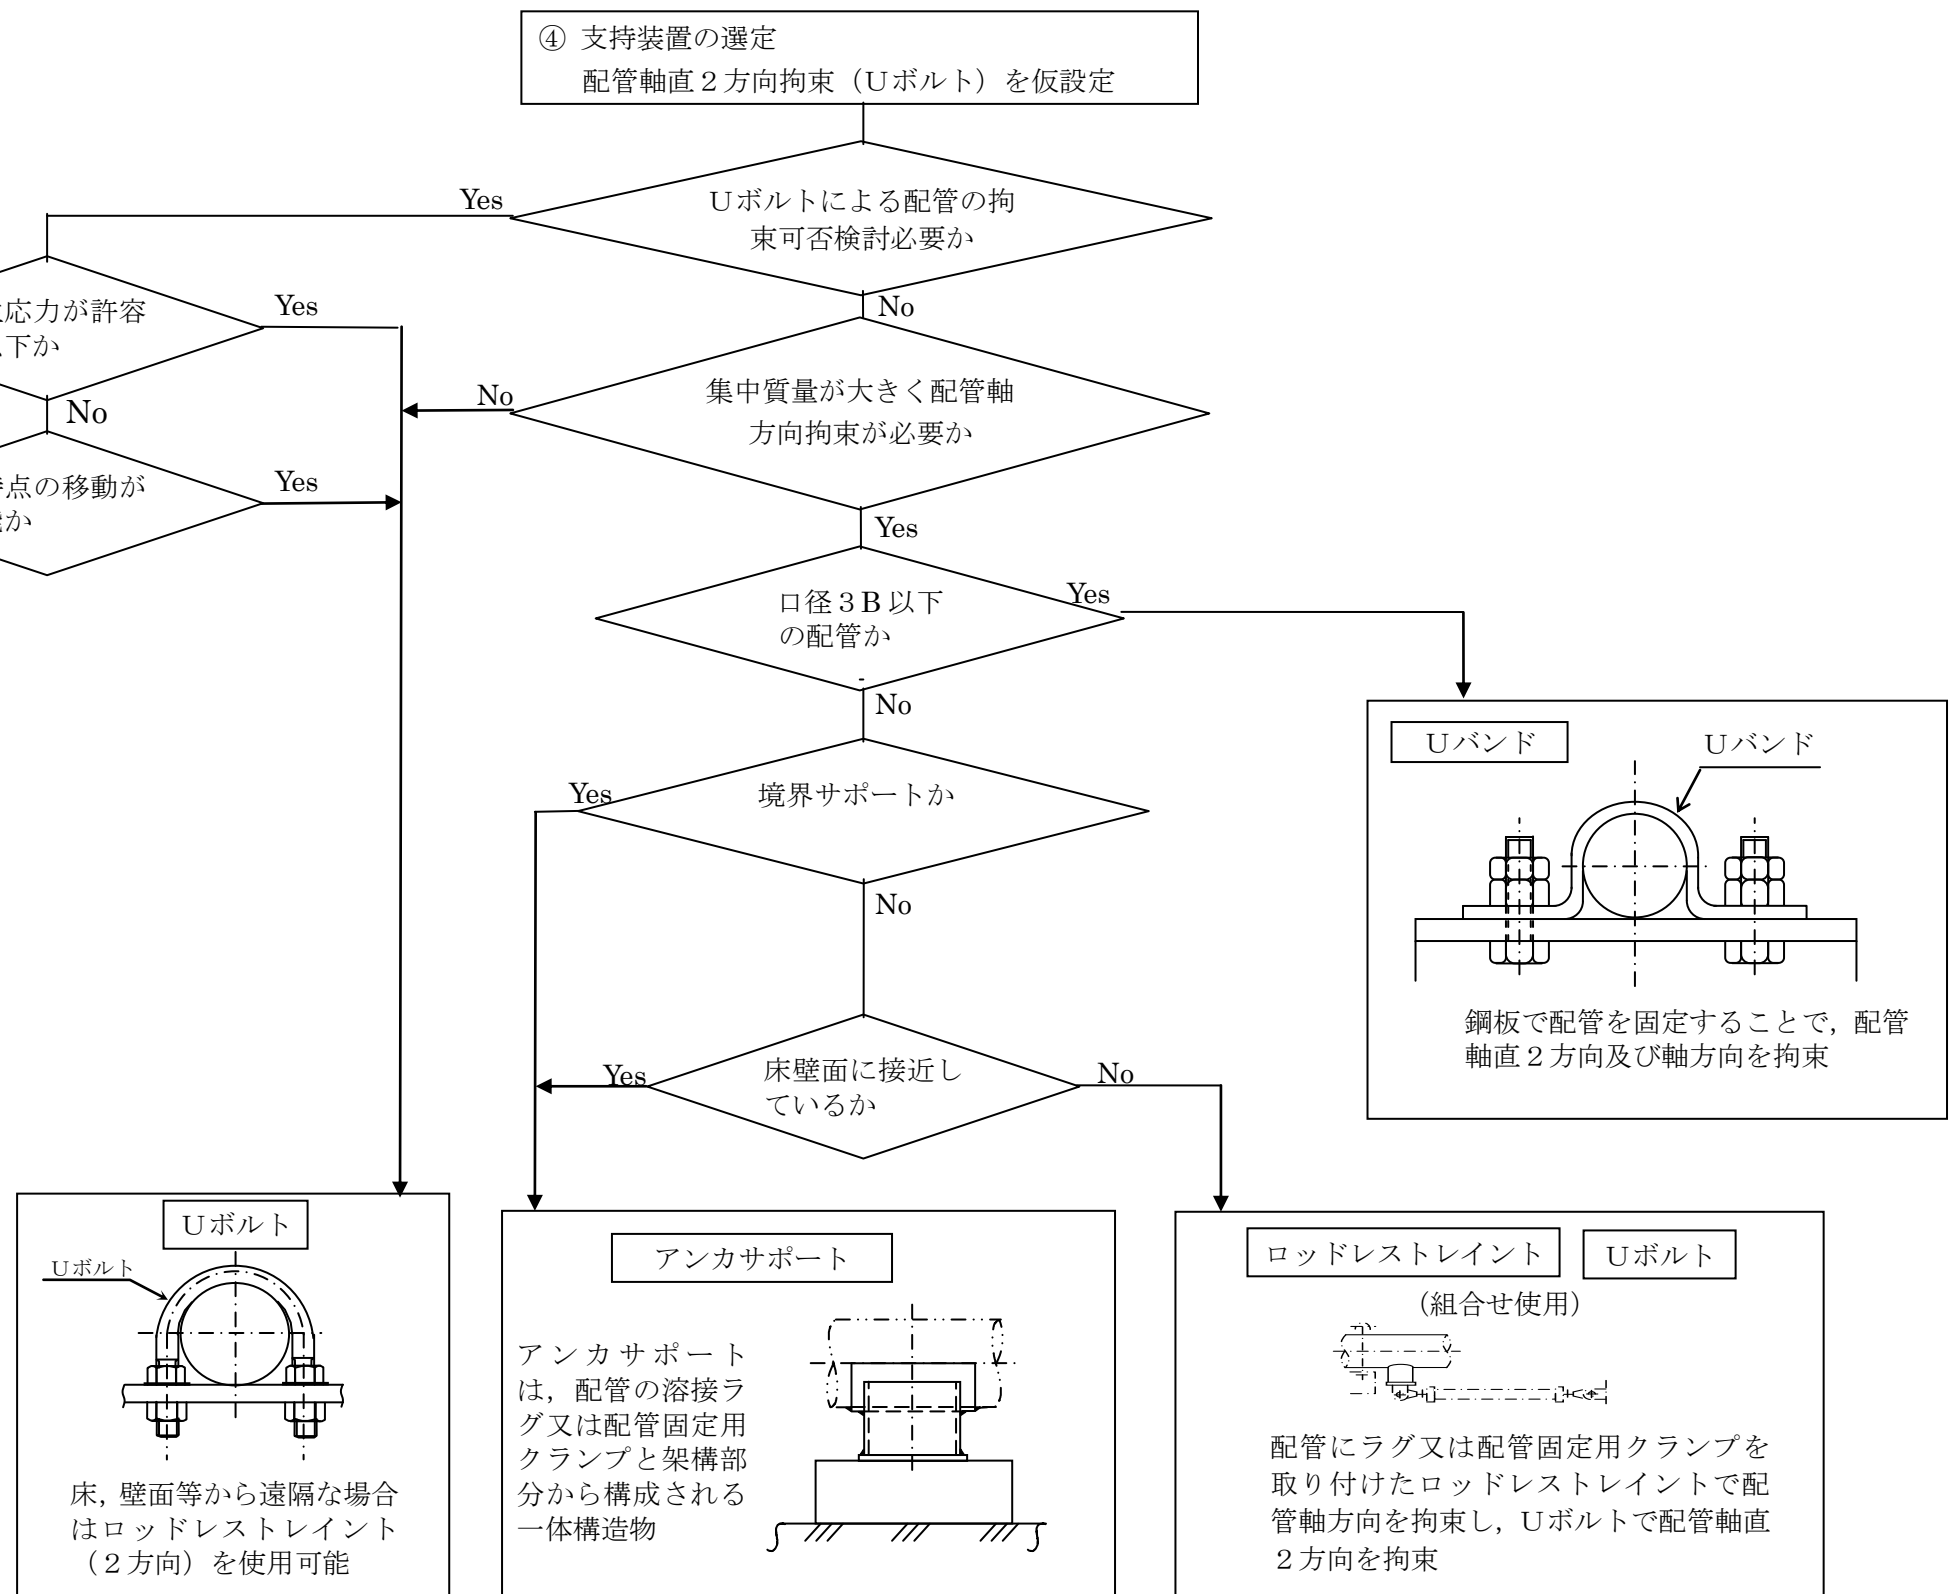 ④ 支持装置の選定
配管軸直２方向拘束（Ｕボルト）を仮設定
Ｕボルトによる配管の拘
束可否検討必要か
Yes
No
応力が許容
下か
Yes
No
集中質量が大きく配管軸
方向拘束が必要か
No
Yes
点の移動が
か
Yes
口径３B 以下
の配管か
Yes
No
境界サポートか
Yes
No
床壁面に接近し
ているか
Yes
No
Ｕバンド
Ｕバンド
鋼板で配管を固定することで，配管
軸直２方向及び軸方向を拘束
Ｕボルト
Ｕボルト
床，壁面等から遠隔な場合
はロッドレストレイント
（２方向）を使用可能
アンカサポート
アンカサポート
は，配管の溶接ラ
グ又は配管固定用
クランプと架構部
分から構成される
一体構造物
ロッドレストレイント
Ｕボルト
（組合せ使用）
配管にラグ又は配管固定用クランプを
取り付けたロッドレストレイントで配
管軸方向を拘束し，Ｕボルトで配管軸直
２方向を拘束